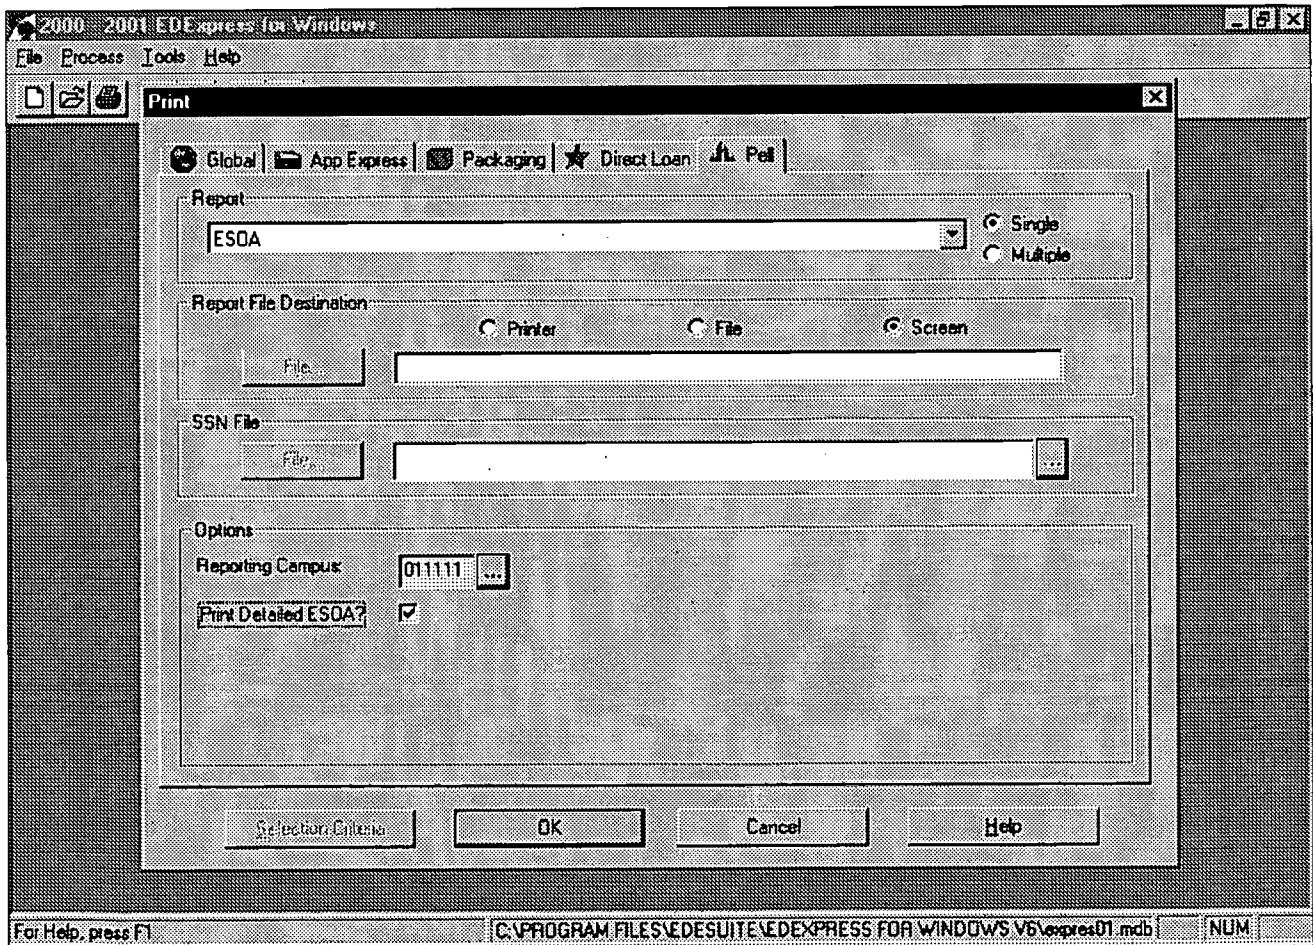 2000 - 2001 EDExpress for Windows
File Process Tools Help
Print
Global App Express Packaging Direct Loan Pell
Report
ESOA
Single
Multiple
Report File Destination
Printer File Screen
File...
SSN File
File...
...
Options
Reporting Campus: 011111 ...
Print Detailed ESOA?
Selection Criteria OK Cancel Help
For Help, press F1 C:\PROGRAM FILES\EDESUITE\EDEXPRESS FOR WINDOWS V6\expres01.mdb NUM